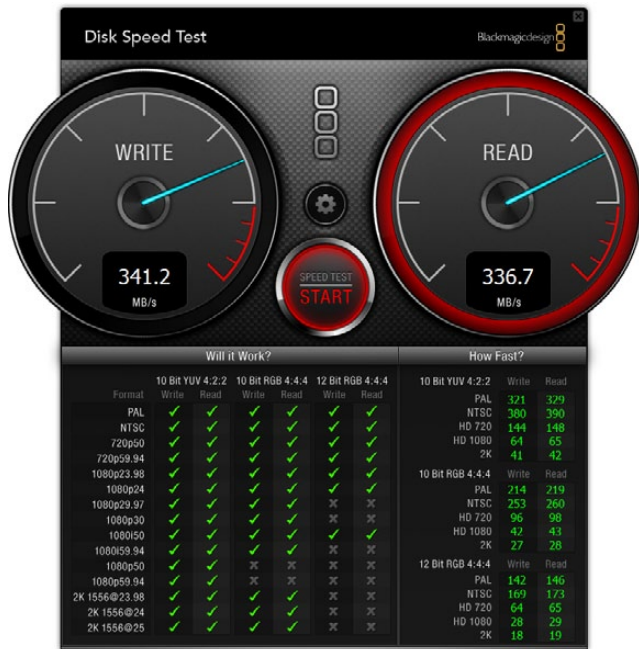 Disk Speed Test
Blackmagicdesign
WRITE
READ
341.2
MB/s
SPEED TEST
START
336.7
MB/s
Will it Work?
10 Bit YUV 4:2:2 10 Bit RGB 4:4:4 12 Bit RGB 4:4:4
Format Write Read Write Read Write Read
PAL ✓ ✓ ✓ ✓ ✓ ✓
NTSC ✓ ✓ ✓ ✓ ✓ ✓
720p50 ✓ ✓ ✓ ✓ ✓ ✓
720p59.94 ✓ ✓ ✓ ✓ ✓ ✓
1080p23.98 ✓ ✓ ✓ ✓ ✓ ✓
1080p24 ✓ ✓ ✓ ✓ ✓ ✓
1080p29.97 ✓ ✓ ✓ ✓ x x
1080p30 ✓ ✓ ✓ ✓ x x
1080i50 ✓ ✓ ✓ ✓ ✓ ✓
1080i59.94 ✓ ✓ ✓ ✓ x x
1080p50 ✓ ✓ x x x x
1080p59.94 ✓ ✓ x x x x
2K 1556@23.98 ✓ ✓ ✓ ✓ x x
2K 1556@24 ✓ ✓ ✓ ✓ x x
2K 1556@25 ✓ ✓ ✓ ✓ x x
How Fast?
10 Bit YUV 4:2:2 Write Read
PAL 321 329
NTSC 380 390
HD 720 144 148
HD 1080 64 65
2K 41 42
10 Bit RGB 4:4:4 Write Read
PAL 214 219
NTSC 253 260
HD 720 96 98
HD 1080 42 43
2K 27 28
12 Bit RGB 4:4:4 Write Read
PAL 142 146
NTSC 169 173
HD 720 64 65
HD 1080 28 29
2K 18 19